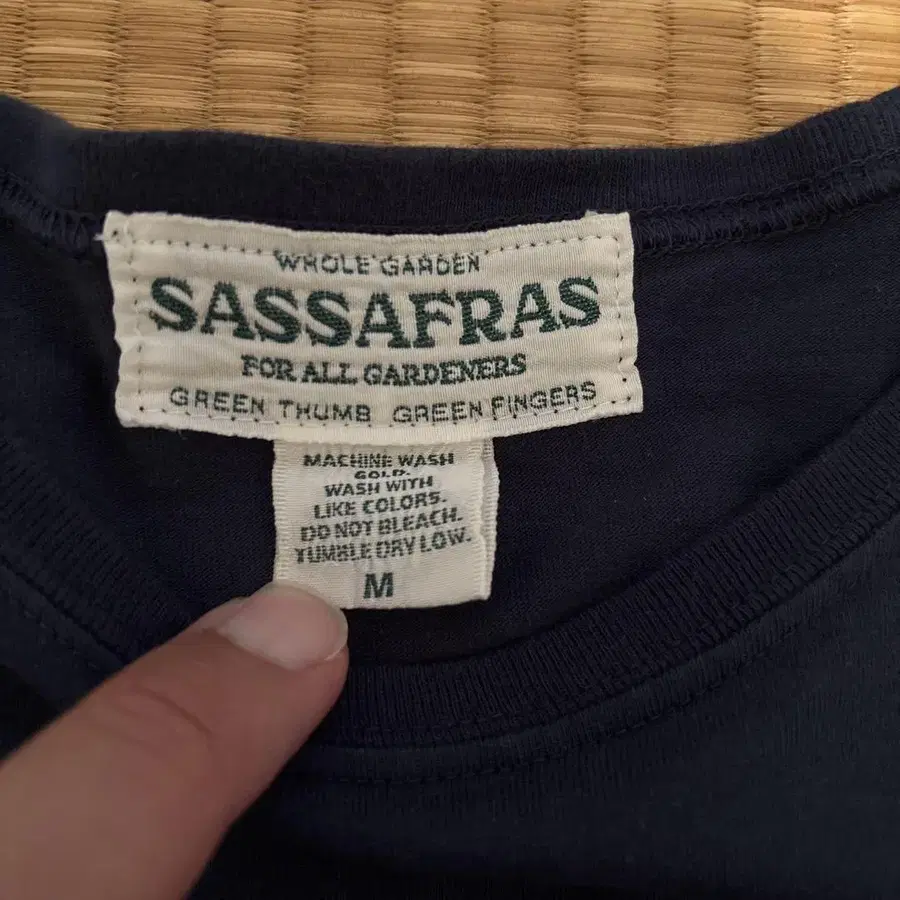 WHOLE GARDEN
SASSAFRAS
FOR ALL GARDENERS
GREEN THUMB GREEN FINGERS
MACHINE WASH
COLD.
WASH WITH
LIKE COLORS.
DO NOT BLEACH.
TUMBLE DRY LOW.
M